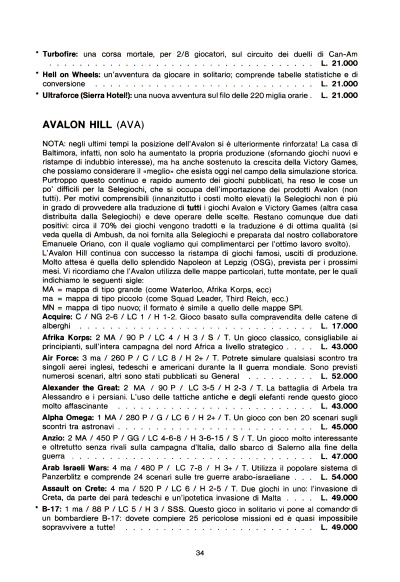 * Turbofire: una corsa mortale, per 2/8 giocatori, sul circuito dei duelli di Can-Am
. . . . . . . . . . . . . . . . . . . . . . . . . . . . . . L. 21.000
* Hell on Wheels: un'avventura da giocare in solitario; comprende tabelle statistiche e di
conversione . . . . . . . . . . . . . . . . . . . . . . . . L. 21.000
* Ultraforce (Sierra Hotel!): una nuova avventura sul filo delle 220 miglia orarie . L. 21.000
AVALON HILL (AVA)
NOTA: negli ultimi tempi la posizione dell'Avalon si è ulteriormente rinforzata! La casa di
Baltimora, infatti, non solo ha aumentato la propria produzione (sfornando giochi nuovi e
ristampe di indubbio interesse), ma ha anche sostenuto la crescita della Victory Games,
che possiamo considerare il «meglio» che esista oggi nel campo della simulazione storica.
Purtroppo questo continuo e rapido aumento dei giochi pubblicati, ha reso le cose un
po' difficili per la Selegiochi, che si occupa dell'importazione dei prodotti Avalon (non
tutti). Per motivi comprensibili (innanzitutto i costi molto elevati) la Selegiochi non è più
in grado di provvedere alla traduzione di tutti i giochi Avalon e Victory Games (altra casa
distribuita dalla Selegiochi) e deve operare delle scelte. Restano comunque due dati
positivi: circa il 70% dei giochi vengono tradotti e la traduzione è di ottima qualità (si
veda quella di Ambush, da noi fornita alla Selegiochi e preparata dal nostro collaboratore
Emanuele Oriano, con il quale vogliamo qui complimentarci per l'ottimo lavoro svolto).
L'Avalon Hill continua con successo la ristampa di giochi famosi, usciti di produzione.
Molto attesa è quella dello splendido Napoleon at Lepzig (OSG), prevista per i prossimi
mesi. Vi ricordiamo che l'Avalon utilizza delle mappe particolari, tutte montate, per le quali
indichiamo le seguenti sigle:
MA = mappa di tipo grande (come Waterloo, Afrika Korps, ecc)
ma = mappa di tipo piccolo (come Squad Leader, Third Reich, ecc.)
MN = mappa di tipo nuovo; il formato è simile a quello delle mappe SPI.
Acquire: C / NG 2-6 / LC 1 / H 1-2. Gioco basato sulla compravendita delle catene di
alberghi . . . . . . . . . . . . . . . . . . . . . . . . . L. 17.000
Afrika Korps: 2 MA / 90 P / LC 4 / H 3 / S / T. Un gioco classico, consigliabile ai
principianti, sull'intera campagna del nord Africa a livello strategico . . . . L. 43.000
Air Force: 3 ma / 260 P / C / LC 8 / H 2+ / T. Potrete simulare qualsiasi scontro tra
singoli aerei inglesi, tedeschi e americani durante la II guerra mondiale. Sono previsti
numerosi scenari, altri sono stati pubblicati su General . . . . . . . . . . L. 52.000
Alexander the Great: 2 MA / 90 P / LC 3-5 / H 2-3 / T. La battaglia di Arbela tra
Alessandro e i persiani. L'uso delle tattiche antiche e degli elefanti rende questo gioco
molto affascinante . . . . . . . . . . . . . . . . . . . . . L. 43.000
Alpha Omega: 1 MA / 280 P / G / LC 6 / H 2+ / T. Un gioco con ben 20 scenari sugli
scontri tra astronavi . . . . . . . . . . . . . . . . . . . . L. 45.000
Anzio: 2 MA / 450 P / GG / LC 4-6-8 / H 3-6-15 / S / T. Un gioco molto interessante
e oltretutto senza rivali sulla campagna d'Italia, dallo sbarco di Salerno alla fine della
guerra . . . . . . . . . . . . . . . . . . . . . . . . . . L. 47.000
Arab Israeli Wars: 4 ma / 480 P / LC 7-8 / H 3+ / T. Utilizza il popolare sistema di
Panzerblitz e comprende 24 scenari sulle tre guerre arabo-israeliane . . . L. 54.000
Assault on Crete: 4 ma / 520 P / LC 6 / H 2-5 / T. Due giochi in uno: l'invasione di
Creta, da parte dei parà tedeschi e un'ipotetica invasione di Malta . . . . L. 49.000
* B-17: 1 ma / 88 P / LC 5 / H 3 / SSS. Questo gioco in solitario vi pone al comando di
un bombardiere B-17: dovete compiere 25 pericolose missioni ed è quasi impossibile
sopravvivere a tutte! . . . . . . . . . . . . . . . . . . . . L. 49.000
34